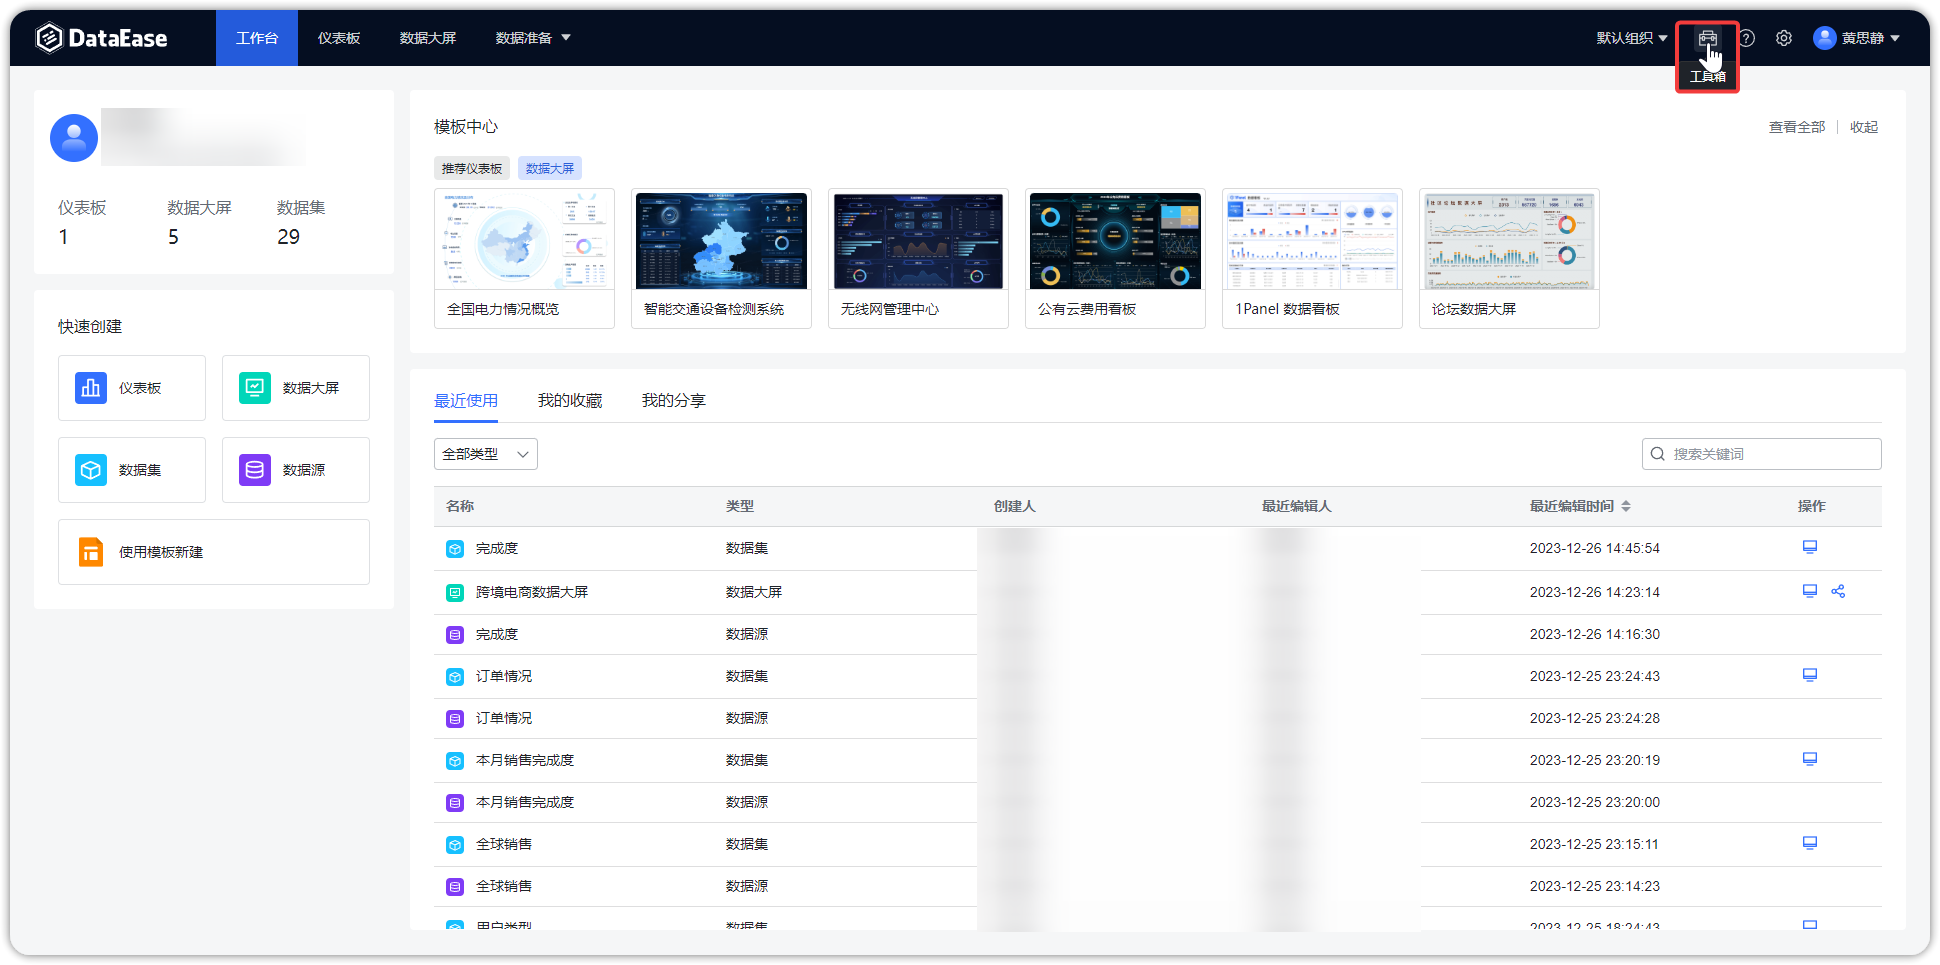 DataEase
工作台
仪表板
数据大屏
数据准备
默认组织
黄思静
工具箱
仪表板
数据大屏
数据集
1
5
29
快速创建
仪表板
数据大屏
数据集
数据源
使用模板新建
模板中心
查看全部
收起
推荐仪表板
数据大屏
全国电力情况概览
智能交通设备检测系统
无线网管理中心
公有云费用看板
1Panel 数据看板
论坛数据大屏
最近使用
我的收藏
我的分享
全部类型
搜索关键词
名称 类型 创建人 最近编辑人 最近编辑时间 操作
完成度 数据集 2023-12-26 14:45:54
跨境电商数据大屏 数据大屏 2023-12-26 14:23:14
完成度 数据源 2023-12-26 14:16:30
订单情况 数据集 2023-12-25 23:24:43
订单情况 数据源 2023-12-25 23:24:28
本月销售完成度 数据集 2023-12-25 23:20:19
本月销售完成度 数据源 2023-12-25 23:20:00
全球销售 数据集 2023-12-25 23:15:11
全球销售 数据源 2023-12-25 23:14:23
用户类型 数据集 2023-12-25 18:24:43